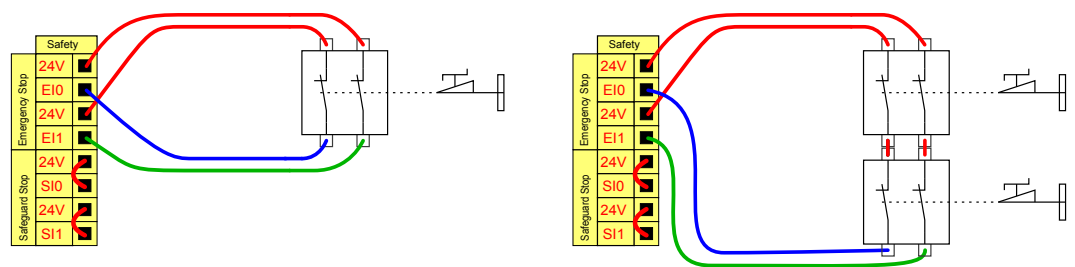 Safety
Emergency Stop
24V
EI0
24V
EI1
Safeguard Stop
24V
SI0
24V
SI1
Safety
Emergency Stop
24V
EI0
24V
EI1
Safeguard Stop
24V
SI0
24V
SI1